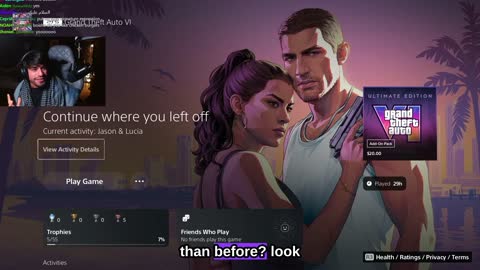 Grand Theft Auto VI
Continue where you left off
Current activity: Jason & Lucia
View Activity Details
Play Game
•••
ULTIMATE EDITION
grand
theft
auto
VI
Add-On Pack
$20.00
Played 29h
Trophies
5/55
7%
0
0
0
5
Friends Who Play
No friends play this game
than before? look
Activities
Health / Ratings / Privacy / Terms